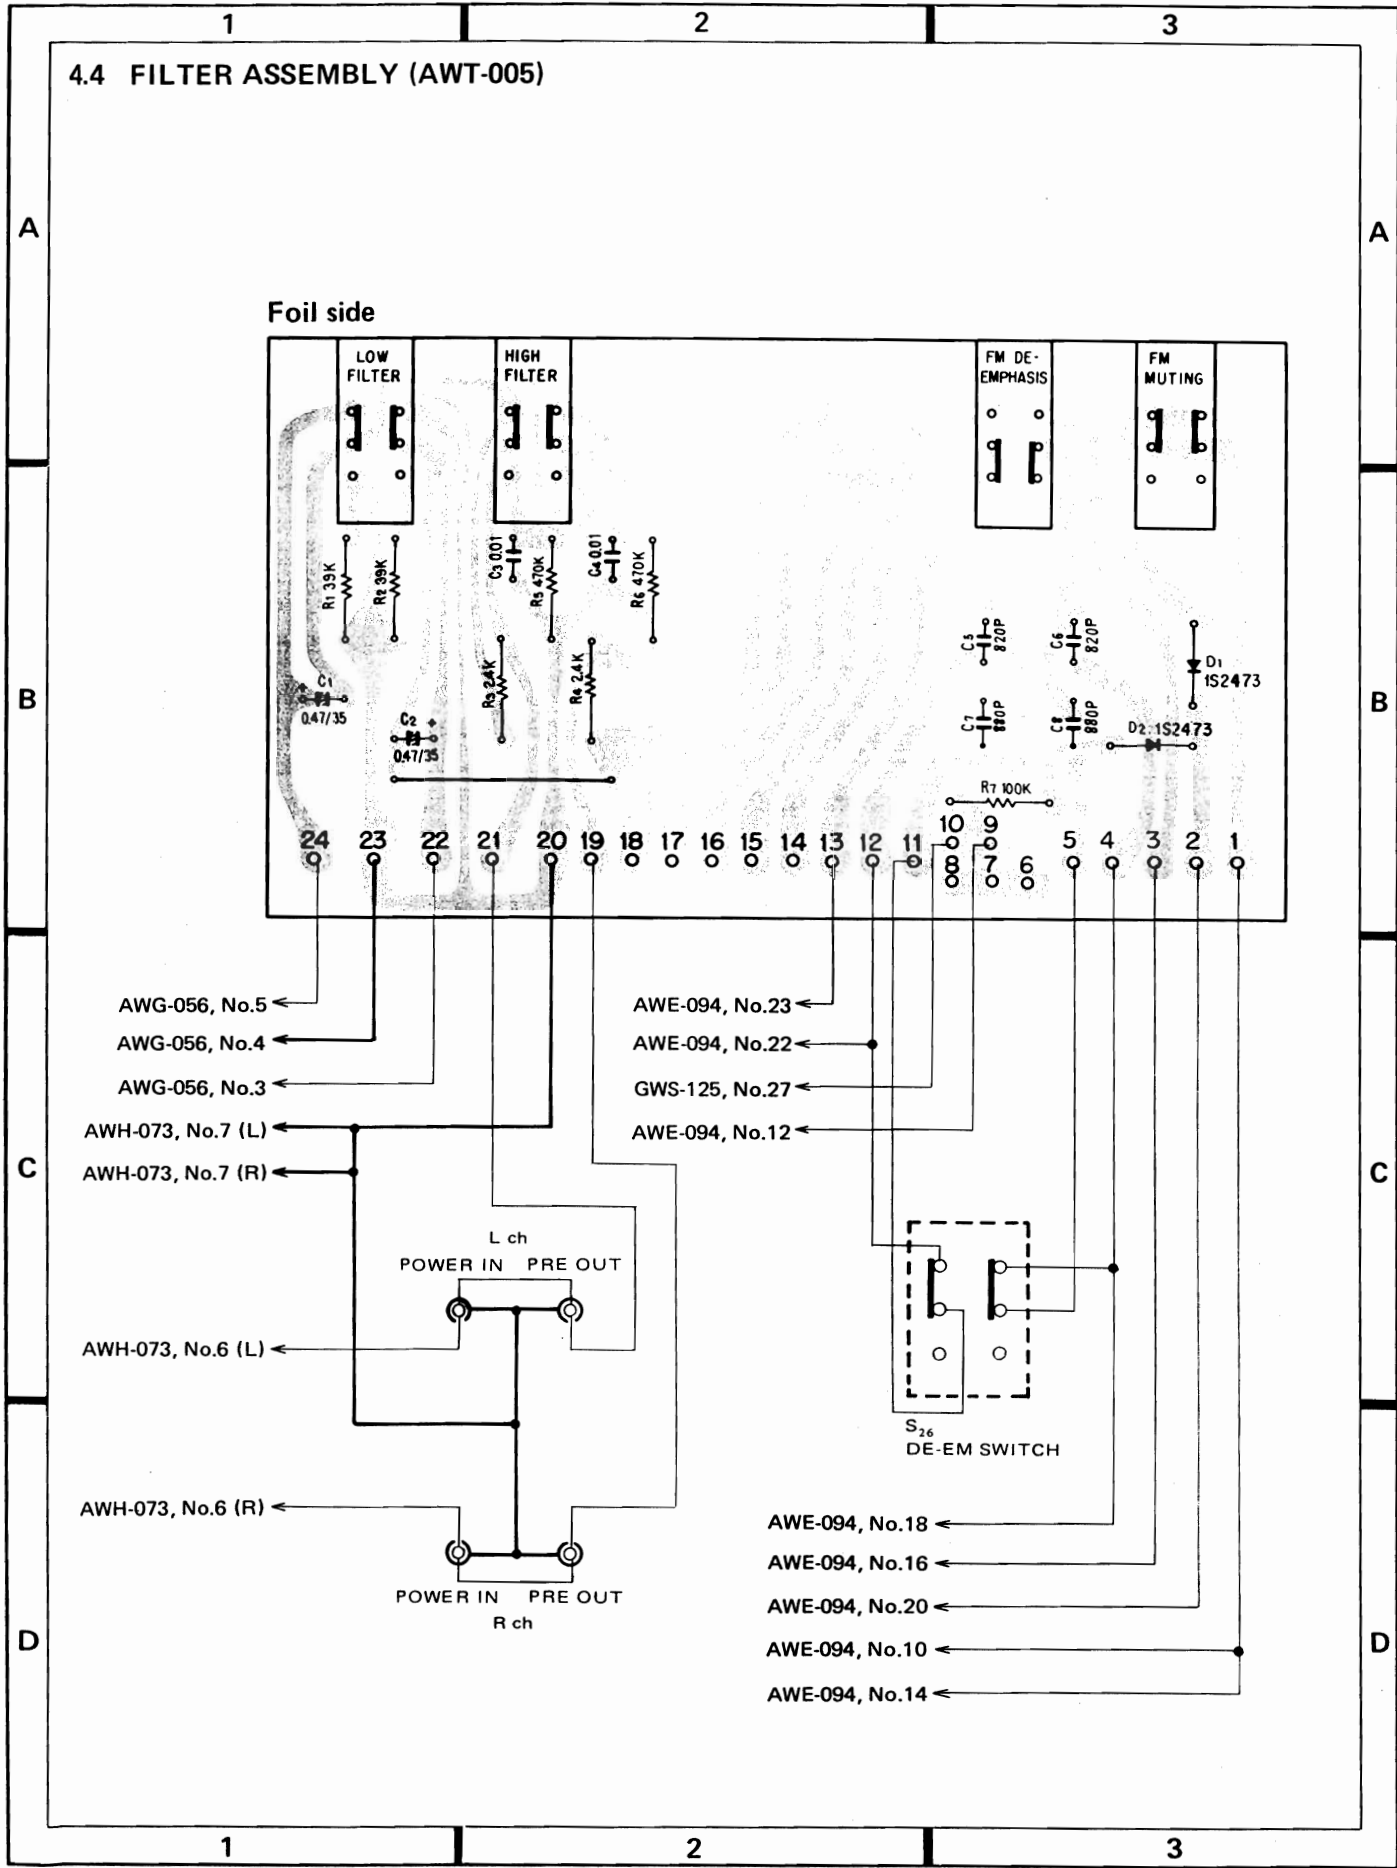 1 2 3
4.4 FILTER ASSEMBLY (AWT-005)
A A
Foil side
LOW FILTER
HIGH FILTER
FM DE-EMPHASIS
FM MUTING
R1 39K
R2 39K
C3 0.01
R5 470K
C4 0.01
R6 470K
C5 820P
C6 820P
D1 1S2473
B B
+ C1 0.47/35
C2 + 0.47/35
R3 2.4K
R4 2.4K
C7
C8 880P
D2 1S2473
R7 100K
24 23 22 21 20 19 18 17 16 15 14 13 12 11 10 9 5 4 3 2 1
8 7 6
AWG-056, No.5
AWG-056, No.4
AWG-056, No.3
AWH-073, No.7 (L)
AWH-073, No.7 (R)
AWE-094, No.23
AWE-094, No.22
GWS-125, No.27
AWE-094, No.12
C C
L ch
POWER IN PRE OUT
AWH-073, No.6 (L)
S26
DE-EM SWITCH
AWH-073, No.6 (R)
POWER IN PRE OUT
R ch
AWE-094, No.18
AWE-094, No.16
AWE-094, No.20
AWE-094, No.10
AWE-094, No.14
D D
1 2 3